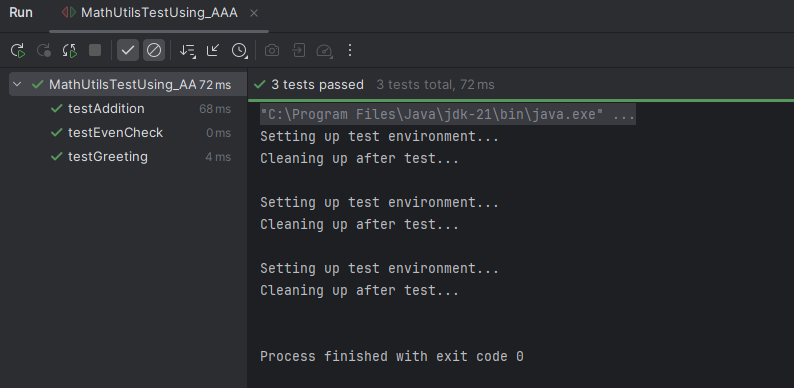 Run MathUtilsTestUsing_AAA
MathUtilsTestUsing_AA 72 ms
testAddition 68 ms
testEvenCheck 0 ms
testGreeting 4 ms
3 tests passed 3 tests total, 72 ms
"C:\Program Files\Java\jdk-21\bin\java.exe" ...
Setting up test environment...
Cleaning up after test...
Setting up test environment...
Cleaning up after test...
Setting up test environment...
Cleaning up after test...
Process finished with exit code 0